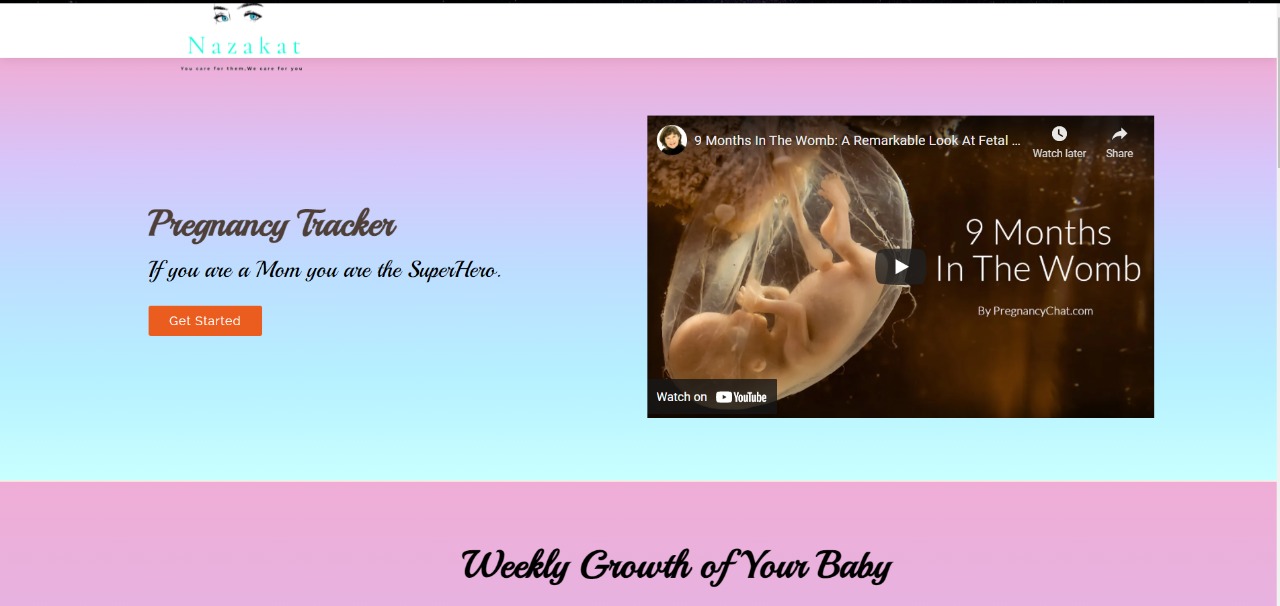 Nazakat
You care for them.We care for you
9 Months In The Womb: A Remarkable Look At Fetal ...
Watch later
Share
Pregnancy Tracker
If you are a Mom you are the SuperHero.
Get Started
9 Months
In The Womb
By PregnancyChat.com
Watch on YouTube
Weekly Growth of Your Baby